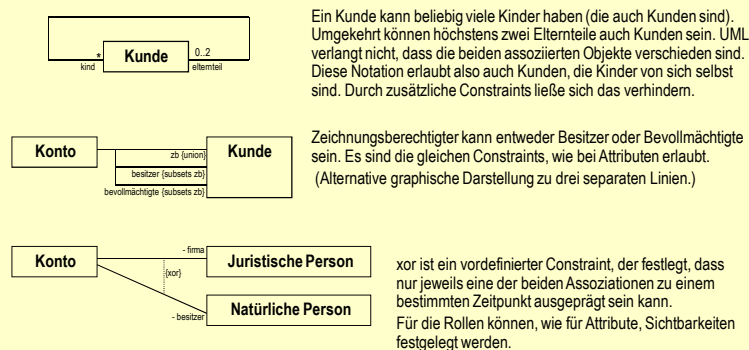 Ein Kunde kann beliebig viele Kinder haben (die auch Kunden sind).
Umgekehrt können höchstens zwei Elternteile auch Kunden sein. UML
verlangt nicht, dass die beiden assoziierten Objekte verschieden sind.
Diese Notation erlaubt also auch Kunden, die Kinder von sich selbst
sind. Durch zusätzliche Constraints ließe sich das verhindern.
* Kunde 0..2
kind elternteil
Zeichnungsberechtigter kann entweder Besitzer oder Bevollmächtigte
sein. Es sind die gleichen Constraints, wie bei Attributen erlaubt.
(Alternative graphische Darstellung zu drei separaten Linien.)
Konto
zb {union}
besitzer {subsets zb}
bevollmächtigte {subsets zb}
Kunde
Konto
- firma
{xor}
- besitzer
Juristische Person
Natürliche Person
xor ist ein vordefinierter Constraint, der festlegt, dass
nur jeweils eine der beiden Assoziationen zu einem
bestimmten Zeitpunkt ausgeprägt sein kann.
Für die Rollen können, wie für Attribute, Sichtbarkeiten
festgelegt werden.